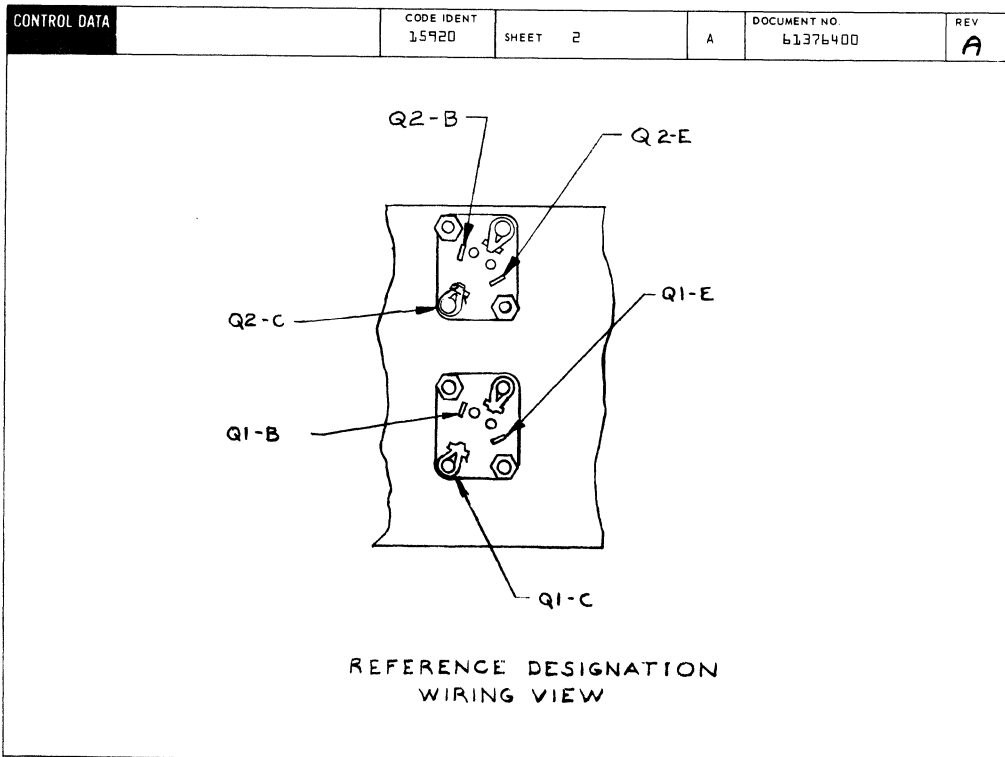 CONTROL DATA
CODE IDENT
15920
SHEET 2
A
DOCUMENT NO.
61376400
REV
A
Q2-B
Q2-E
Q1-E
Q2-C
Q1-B
Q1-C
REFERENCE DESIGNATION
WIRING VIEW